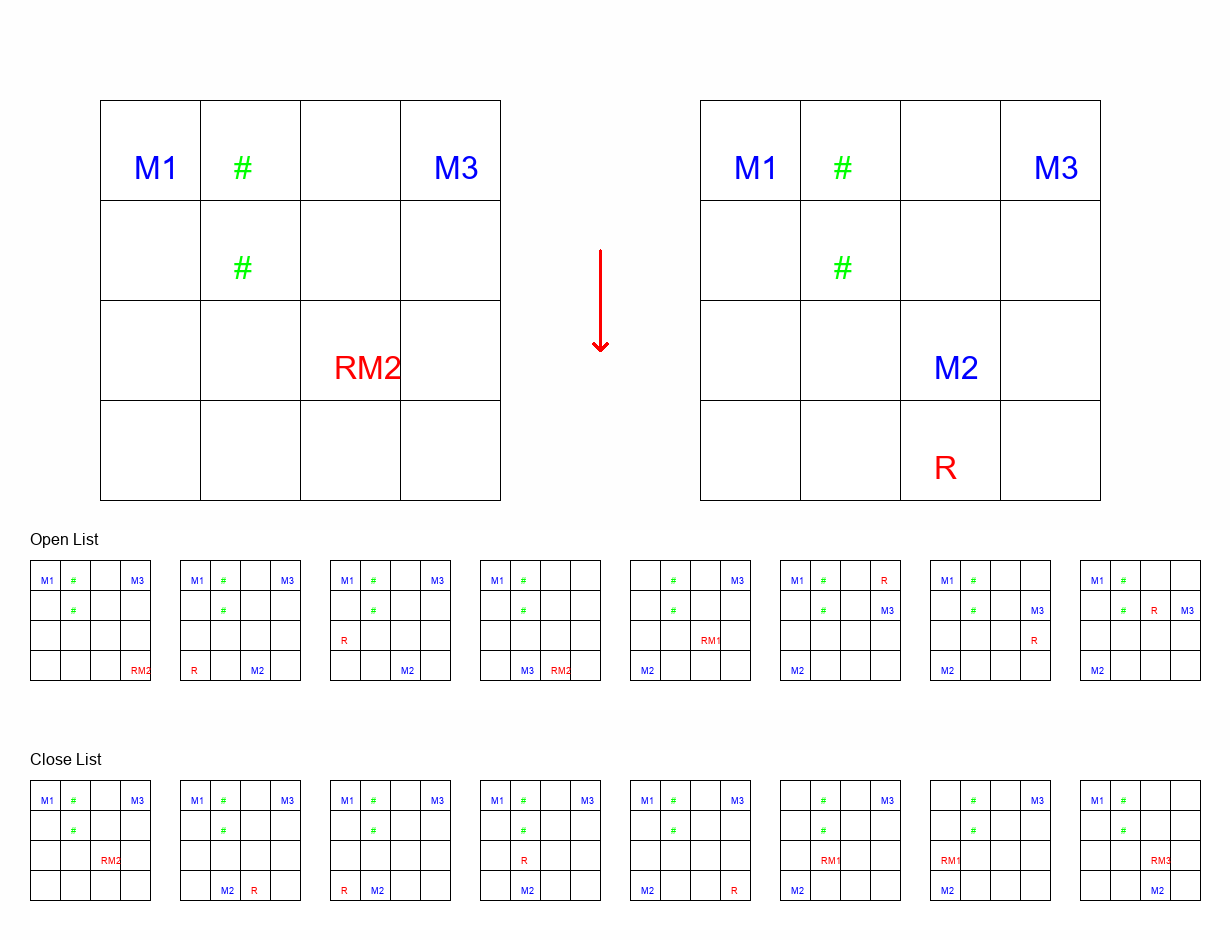 M1 # M3 M1 # M3
# #
RM2 M2
R
Open List
M1 # M3 M1 # M3 M1 # M3 M1 # # M3 M1 # R M1 # M1 #
# # # # # # M3 # M3 # R M3
R RM1 R
RM2 R M2 M2 M3 RM2 M2 M2 M2 M2
Close List
M1 # M3 M1 # M3 M1 # M3 M1 # M3 M1 # M3 # M3 # M3 M1 #
# # # # # # # #
RM2 R RM1 RM1 RM3
M2 R R M2 M2 M2 R M2 M2 M2